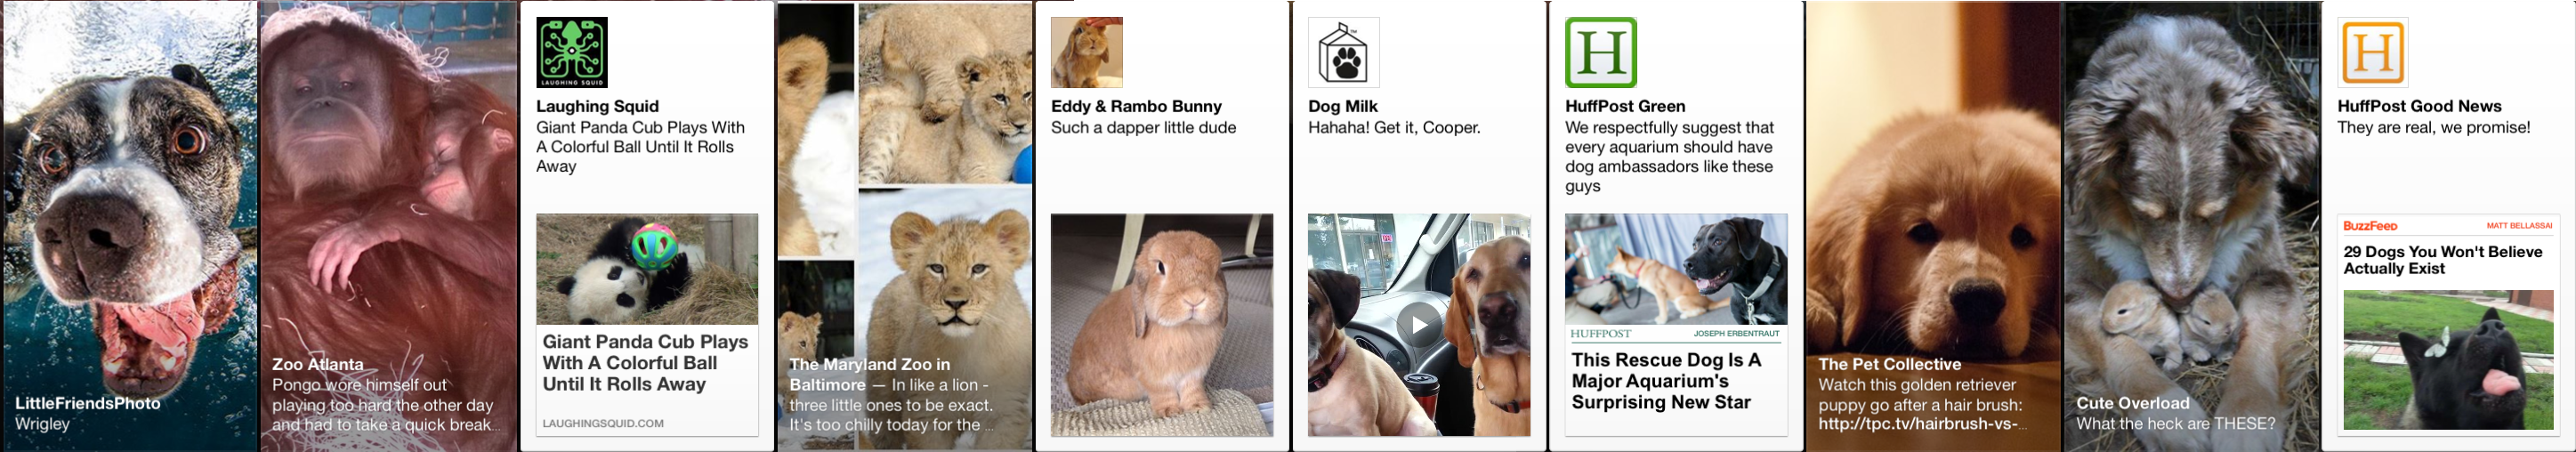 LittleFriendsPhoto
Wrigley
Zoo Atlanta
Pongo wore himself out
playing too hard the other day
and had to take a quick break...
LAUGHING SQUID
Laughing Squid
Giant Panda Cub Plays With
A Colorful Ball Until It Rolls
Away
Giant Panda Cub Plays
With A Colorful Ball
Until It Rolls Away
LAUGHINGSQUID.COM
The Maryland Zoo in
Baltimore — In like a lion -
three little ones to be exact.
It's too chilly today for the ...
Eddy & Rambo Bunny
Such a dapper little dude
Dog Milk
Hahaha! Get it, Cooper.
H
HuffPost Green
We respectfully suggest that
every aquarium should have
dog ambassadors like these
guys
HUFFPOST JOSEPH ERBENTRAUT
This Rescue Dog Is A
Major Aquarium's
Surprising New Star
The Pet Collective
Watch this golden retriever
puppy go after a hair brush:
http://tpc.tv/hairbrush-vs-...
Cute Overload
What the heck are THESE?
H
HuffPost Good News
They are real, we promise!
BuzzFeed MATT BELLASSAI
29 Dogs You Won't Believe
Actually Exist